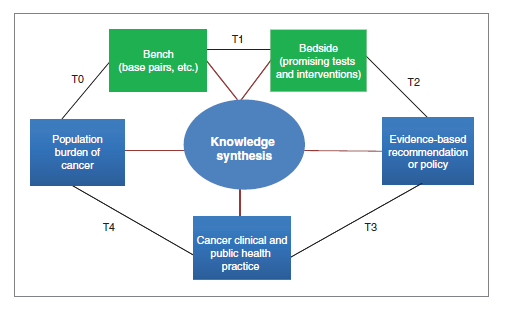 T1
Bench
(base pairs, etc.)
Bedside
(promising tests
and interventions)
T0
T2
Population
burden of
cancer
Knowledge
synthesis
Evidence-based
recommendation
or policy
T4
T3
Cancer clinical and
public health
practice